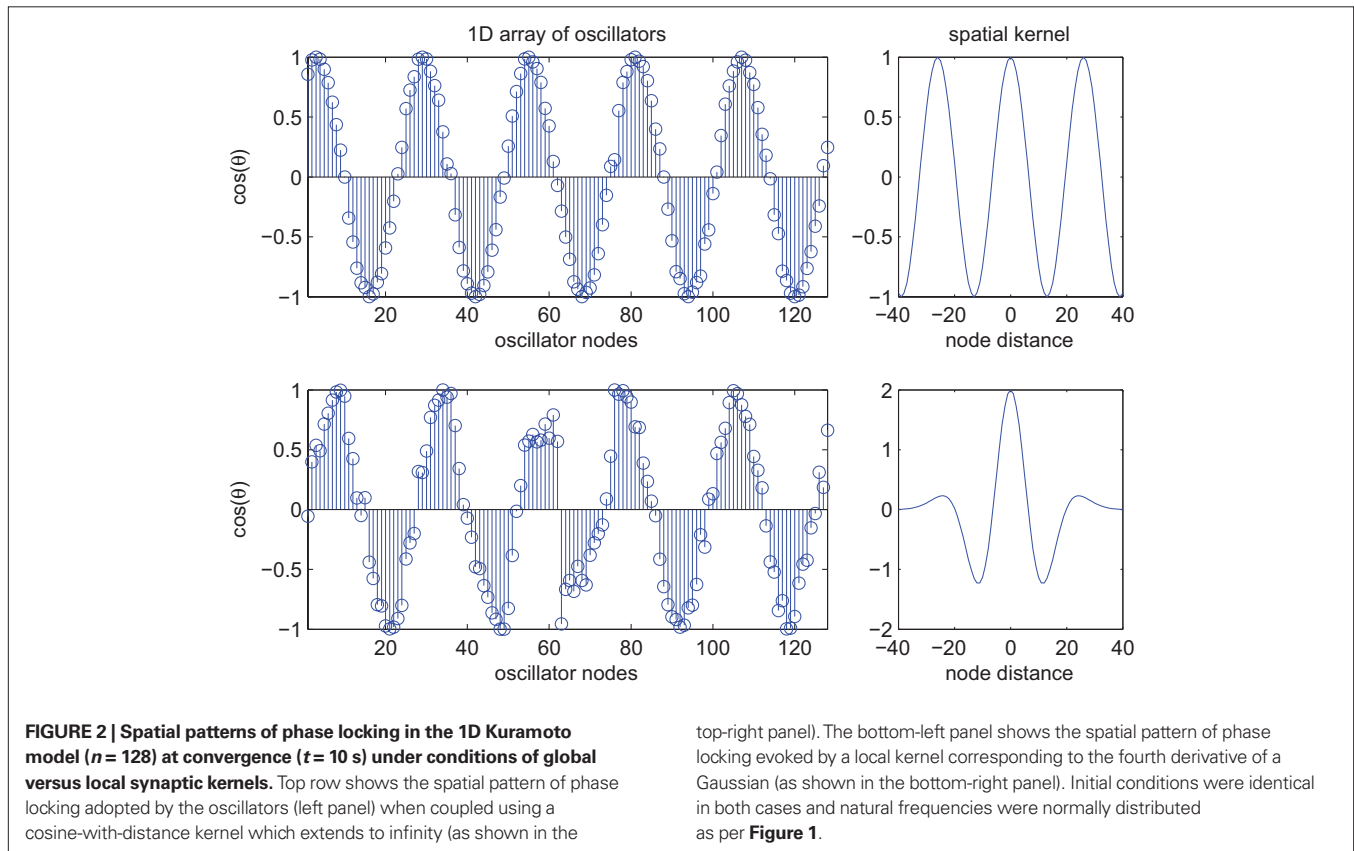 1D array of oscillators
spatial kernel
1
0.5
0
−0.5
−1
cos(θ)
20
40
60
80
100
120
oscillator nodes
1
0.5
0
−0.5
−1
−40
−20
0
20
40
node distance
1
0.5
0
−0.5
−1
cos(θ)
20
40
60
80
100
120
oscillator nodes
2
1
0
−1
−2
−40
−20
0
20
40
node distance
FIGURE 2 | Spatial patterns of phase locking in the 1D Kuramoto
model (n = 128) at convergence (t = 10 s) under conditions of global
versus local synaptic kernels. Top row shows the spatial pattern of phase
locking adopted by the oscillators (left panel) when coupled using a
cosine-with-distance kernel which extends to infinity (as shown in the
top-right panel). The bottom-left panel shows the spatial pattern of phase
locking evoked by a local kernel corresponding to the fourth derivative of a
Gaussian (as shown in the bottom-right panel). Initial conditions were identical
in both cases and natural frequencies were normally distributed
as per Figure 1.